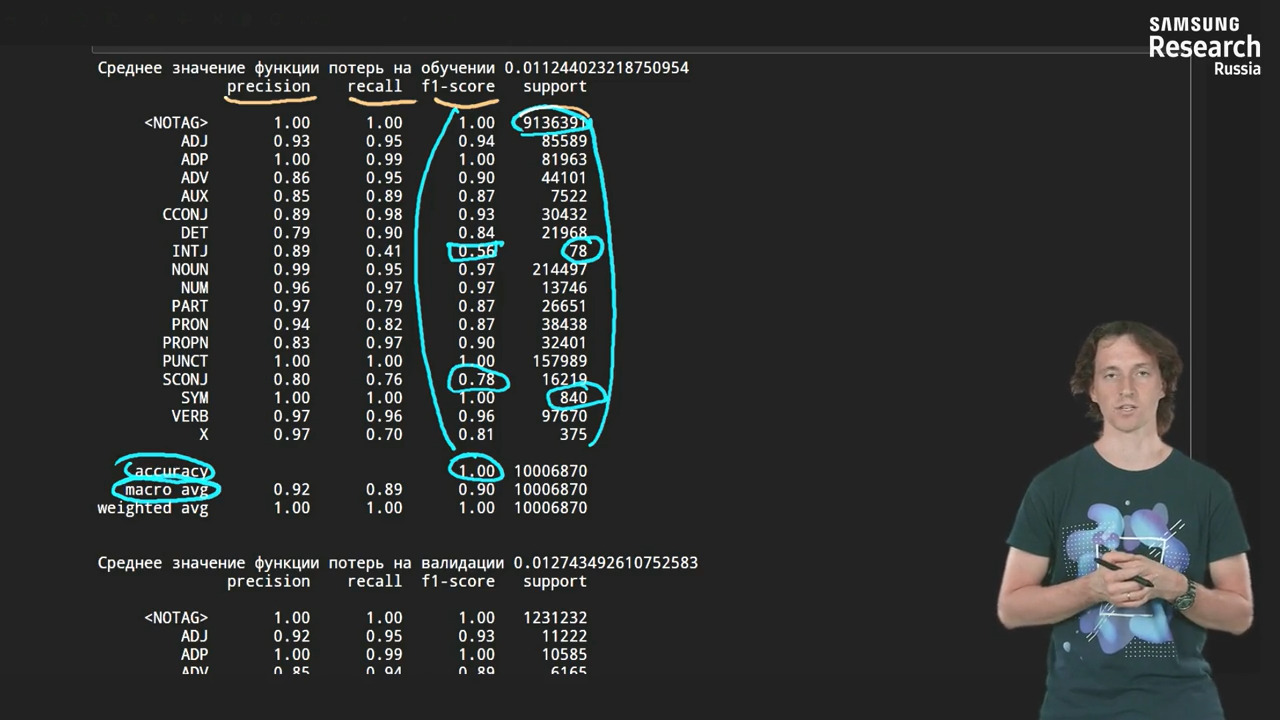 SAMSUNG
Research
Russia
Среднее значение функции потерь на обучении 0.011244023218750954
precision recall f1-score support
<NOTAG> 1.00 1.00 1.00 9136391
ADJ 0.93 0.95 0.94 85589
ADP 1.00 0.99 1.00 81963
ADV 0.86 0.95 0.90 44101
AUX 0.85 0.89 0.87 7522
CCONJ 0.89 0.98 0.93 30432
DET 0.79 0.90 0.84 21968
INTJ 0.89 0.41 0.56 78
NOUN 0.99 0.95 0.97 214497
NUM 0.96 0.97 0.97 13746
PART 0.97 0.79 0.87 26651
PRON 0.94 0.82 0.87 38438
PROPN 0.83 0.97 0.90 32401
PUNCT 1.00 1.00 1.00 157989
SCONJ 0.80 0.76 0.78 16219
SYM 1.00 1.00 1.00 840
VERB 0.97 0.96 0.96 97670
X 0.97 0.70 0.81 375
accuracy 1.00 10006870
macro avg 0.92 0.89 0.90 10006870
weighted avg 1.00 1.00 1.00 10006870
Среднее значение функции потерь на валидации 0.012743492610752583
precision recall f1-score support
<NOTAG> 1.00 1.00 1.00 1231232
ADJ 0.92 0.95 0.93 11222
ADP 1.00 0.99 1.00 10585
ADV 0.85 0.94 0.89 6165